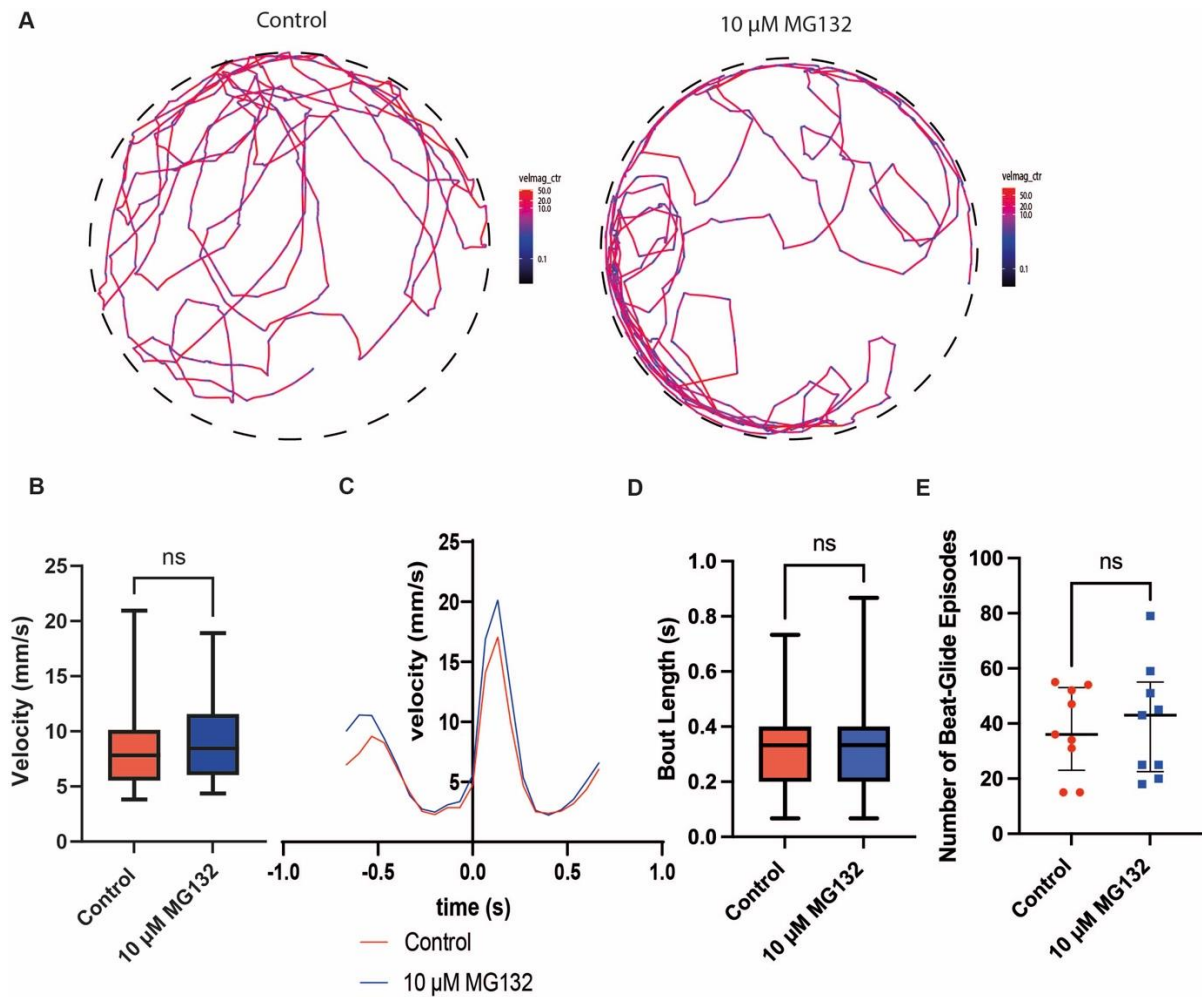 A
Control
10 µM MG132
velmag_ctr
50.0
20.0
10.0
0.1
velmag_ctr
50.0
20.0
10.0
0.1
B
C
D
E
ns
25
20
15
10
5
0
Velocity (mm/s)
Control
10 µM MG132
velocity (mm/s)
25
20
15
10
5
-1.0
-0.5
0.0
0.5
1.0
time (s)
Control
10 µM MG132
ns
1.0
0.8
0.6
0.4
0.2
0.0
Bout Length (s)
Control
10 µM MG132
ns
100
80
60
40
20
0
Number of Beat-Glide Episodes
Control
10 µM MG132